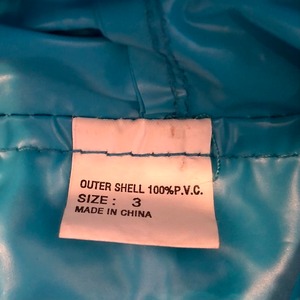 OUTER SHELL 100%P.V.C.
SIZE: 3
MADE IN CHINA